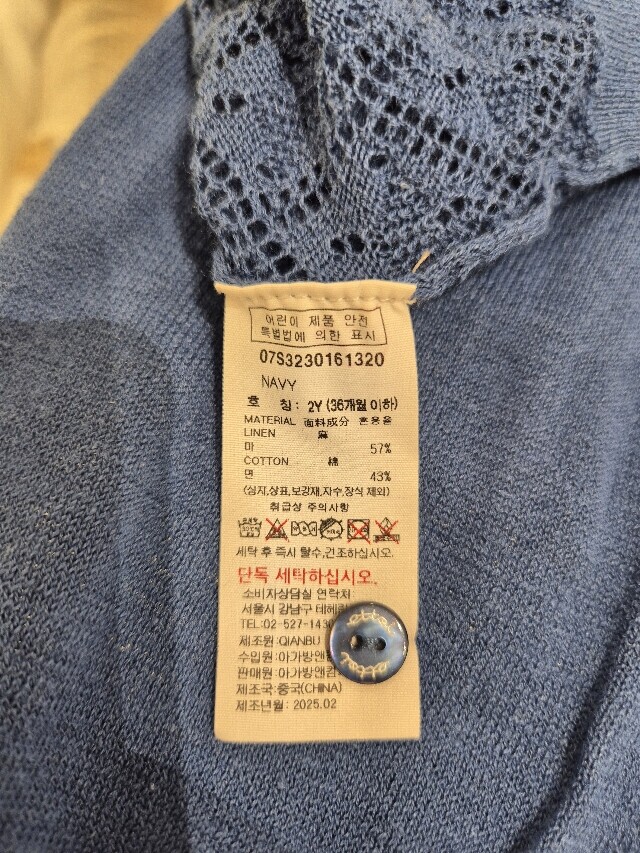 어린이 제품 안전
특별법에 의한 표시
07S3230161320
NAVY
호 칭: 2Y (36개월 이하)
MATERIAL 面料成分 혼용율
LINEN 麻
마 57%
COTTON 綿
면 43%
(심지,상표,보강재,자수,장식 제외)
취급상 주의사항
세탁 후 즉시 탈수,건조하십시오.
단독 세탁하십시오.
소비자상담실 연락처
서울시 강남구
TEL:02-527-1430
제조원:QIANBU
수입원:아가방앤컴
판매원:아가방앤컴
제조국:중국(CHINA)
제조년월: 2025.02
ettoi